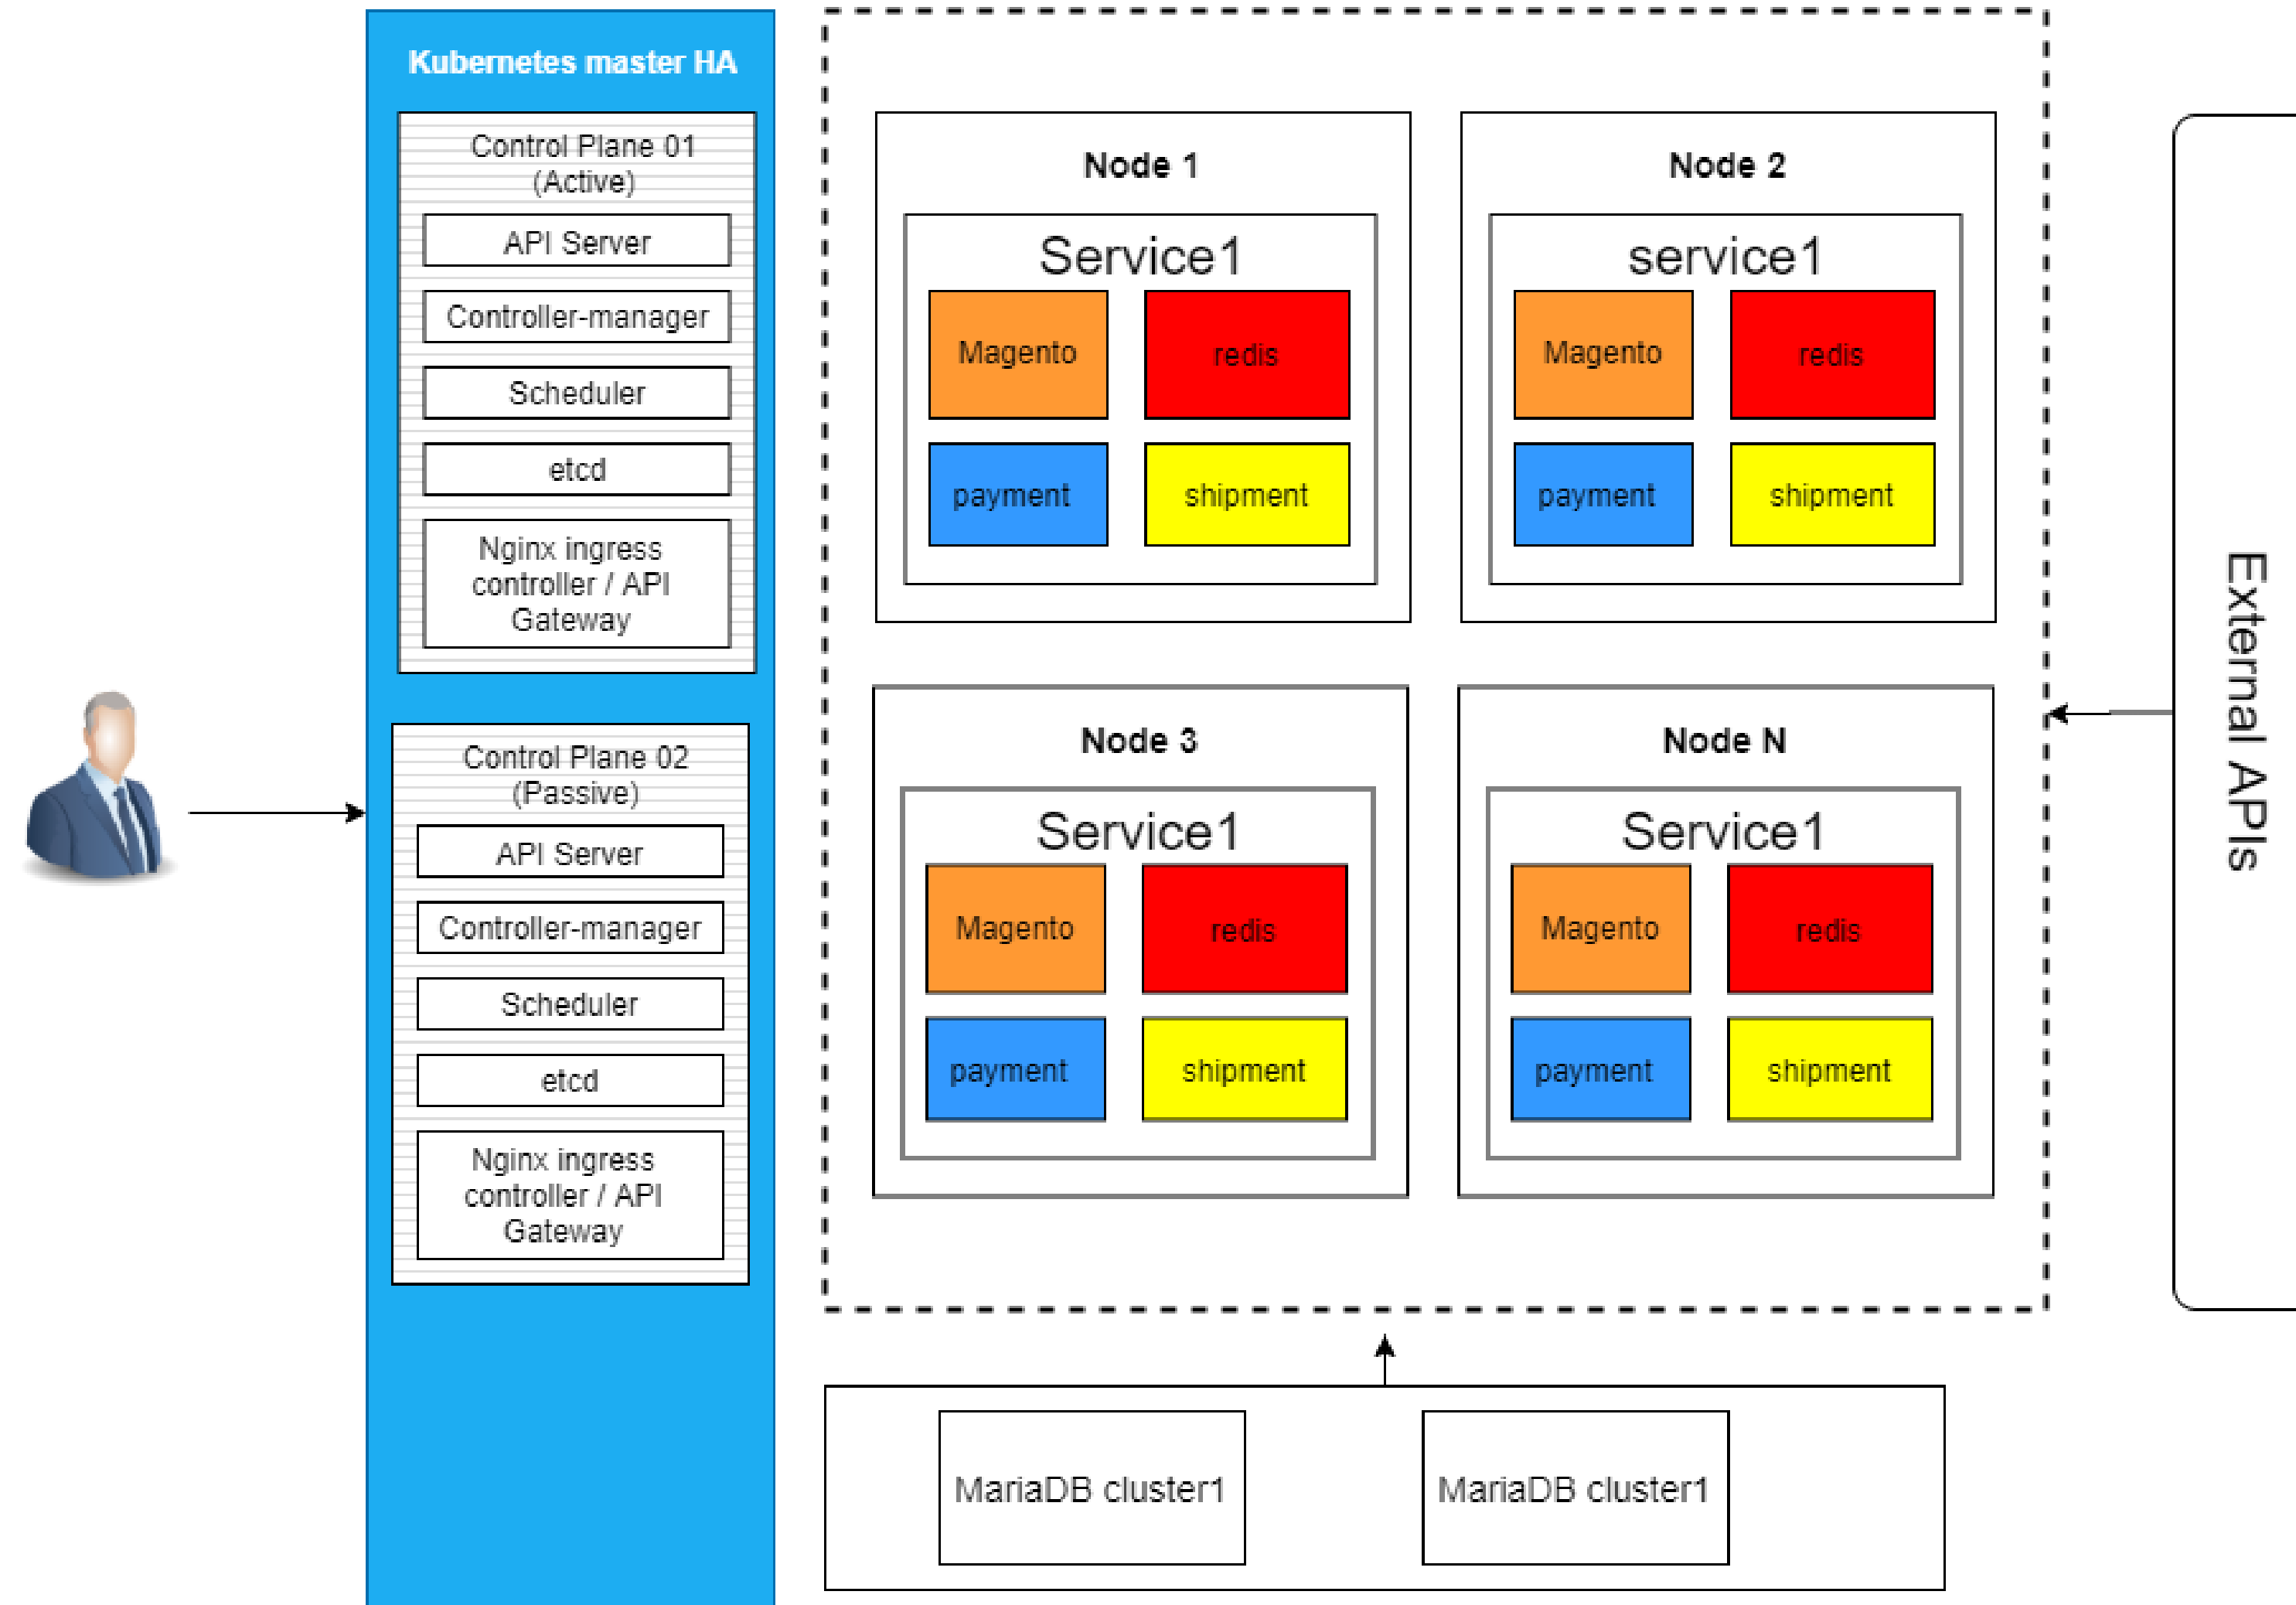 Kubernetes master HA
Control Plane 01
(Active)
API Server
Controller-manager
Scheduler
etcd
Nginx ingress
controller / API
Gateway
Control Plane 02
(Passive)
API Server
Controller-manager
Scheduler
etcd
Nginx ingress
controller / API
Gateway
Node 1
Service1
Magento
redis
payment
shipment
Node 2
service1
Magento
redis
payment
shipment
Node 3
Service1
Magento
redis
payment
shipment
Node N
Service1
Magento
redis
payment
shipment
External APIs
MariaDB cluster1
MariaDB cluster1